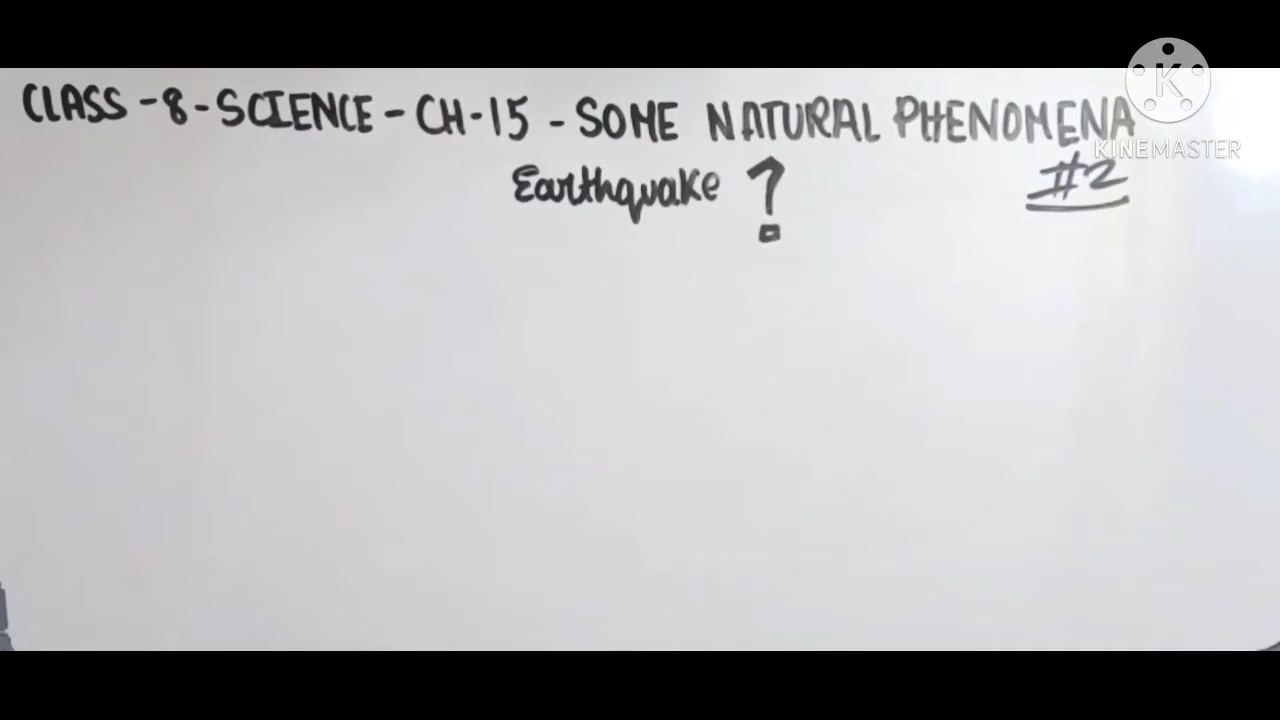 CLASS - 8 - SCIENCE - CH-15 - SOME NATURAL PHENOMENA
Earthquake ?
#2
K
KINEMASTER